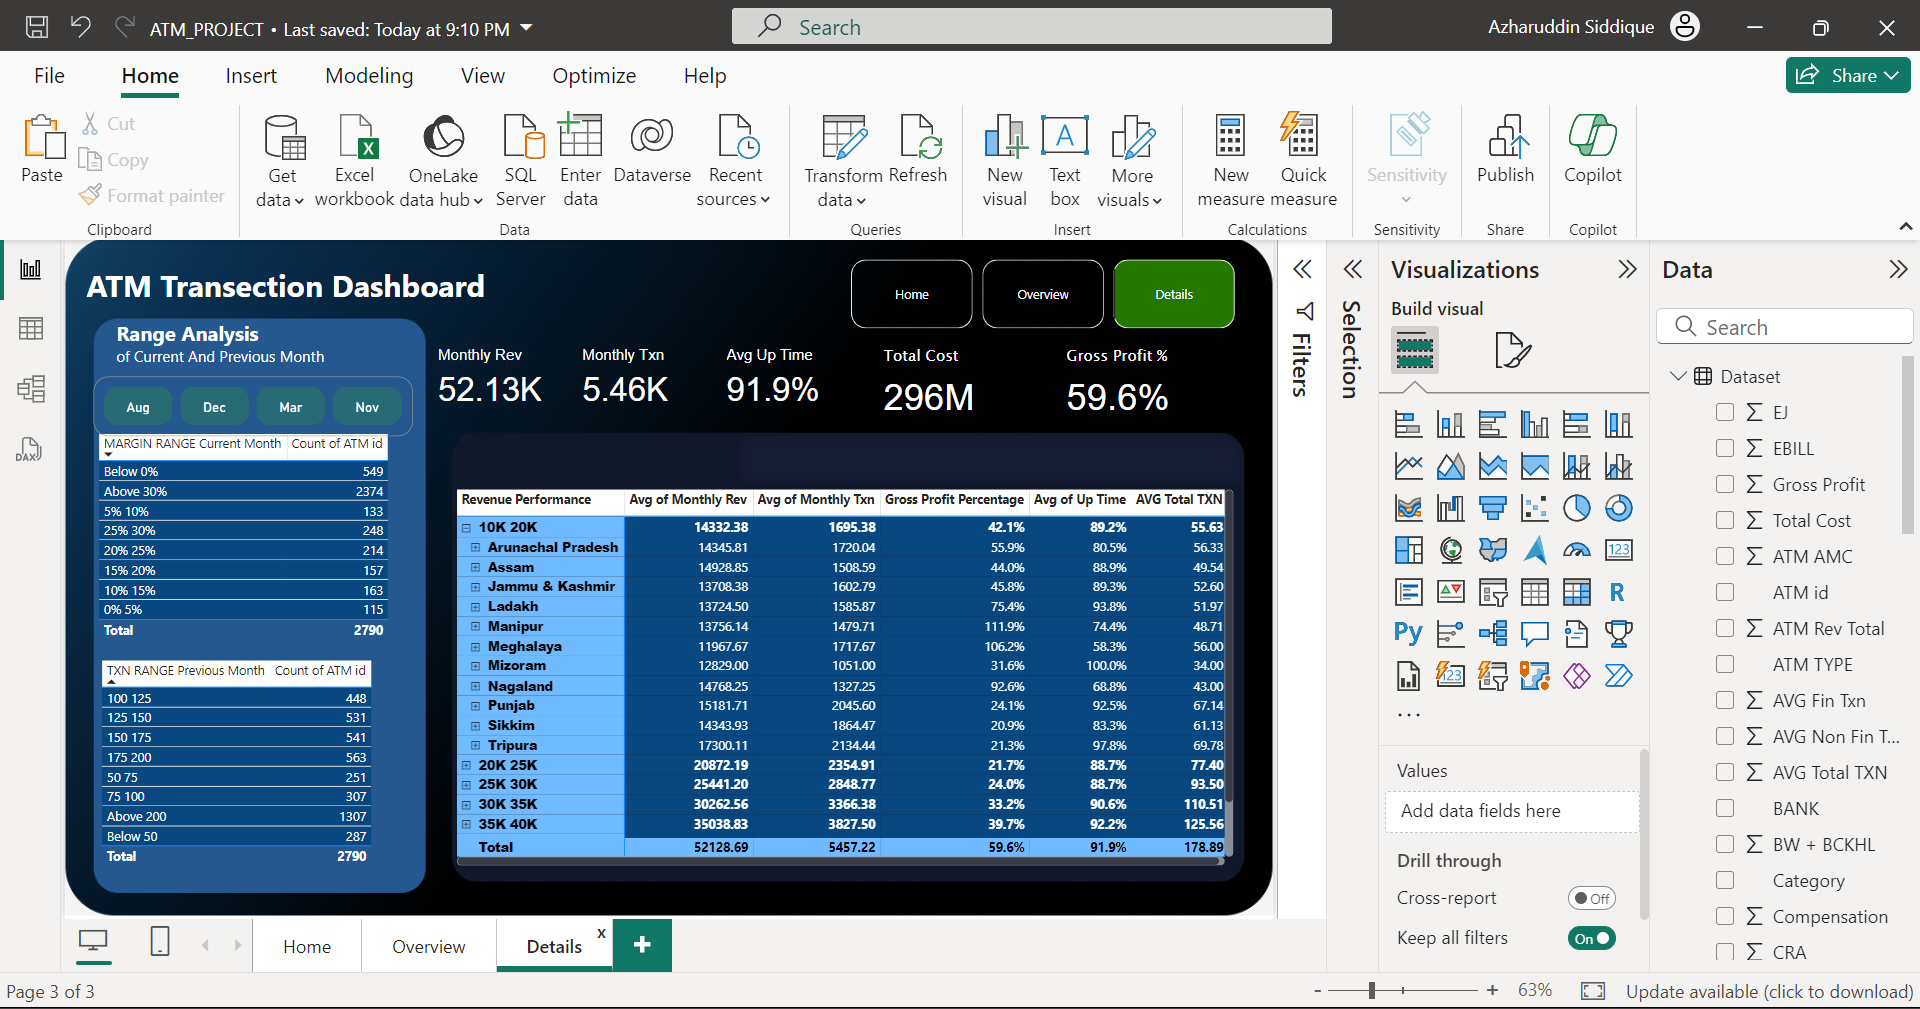 ATM_PROJECT • Last saved: Today at 9:10 PM
Search
Azharuddin Siddique
File
Home
Insert
Modeling
View
Optimize
Help
Share
Paste
Cut
Copy
Format painter
Clipboard
Get data
Excel workbook
OneLake data hub
SQL Server
Enter data
Dataverse
Recent sources
Data
Transform data
Refresh
Queries
New visual
Text box
More visuals
Insert
New measure
Quick measure
Calculations
Sensitivity
Sensitivity
Publish
Share
Copilot
Copilot
DAX
ATM Transection Dashboard
Home
Overview
Details
Range Analysis
of Current And Previous Month
Aug
Dec
Mar
Nov
Monthly Rev
52.13K
Monthly Txn
5.46K
Avg Up Time
91.9%
Total Cost
296M
Gross Profit %
59.6%
MARGIN RANGE Current Month Count of ATM id
Below 0% 549
Above 30% 2374
5% 10% 133
25% 30% 248
20% 25% 214
15% 20% 157
10% 15% 163
0% 5% 115
Total 2790
TXN RANGE Previous Month Count of ATM id
100 125 448
125 150 531
150 175 541
175 200 563
50 75 251
75 100 307
Above 200 1307
Below 50 287
Total 2790
Revenue Performance Avg of Monthly Rev Avg of Monthly Txn Gross Profit Percentage Avg of Up Time AVG Total TXN
10K 20K 14332.38 1695.38 42.1% 89.2% 55.63
Arunachal Pradesh 14345.81 1720.04 55.9% 80.5% 56.33
Assam 14928.85 1508.59 44.0% 88.9% 49.54
Jammu & Kashmir 13708.38 1602.79 45.8% 89.3% 52.60
Ladakh 13724.50 1585.87 75.4% 93.8% 51.97
Manipur 13756.14 1479.71 111.9% 74.4% 48.71
Meghalaya 11967.67 1717.67 106.2% 58.3% 56.00
Mizoram 12829.00 1051.00 31.6% 100.0% 34.00
Nagaland 14768.25 1327.25 92.6% 68.8% 43.00
Punjab 15181.71 2045.60 24.1% 92.5% 67.14
Sikkim 14343.93 1864.47 20.9% 83.3% 61.13
Tripura 17300.11 2134.44 21.3% 97.8% 69.78
20K 25K 20872.19 2354.91 21.7% 88.7% 77.40
25K 30K 25441.20 2848.77 24.0% 88.7% 93.50
30K 35K 30262.56 3366.38 33.2% 90.6% 110.51
35K 40K 35038.83 3827.50 39.7% 92.2% 125.56
Total 52128.69 5457.22 59.6% 91.9% 178.89
Filters
Selection
Visualizations
Build visual
123
R
Py
123
...
Values
Add data fields here
Drill through
Cross-report
Off
Keep all filters
On
Data
Search
Dataset
Σ EJ
Σ EBILL
Σ Gross Profit
Σ Total Cost
Σ ATM AMC
ATM id
Σ ATM Rev Total
ATM TYPE
Σ AVG Fin Txn
Σ AVG Non Fin T...
Σ AVG Total TXN
BANK
Σ BW + BCKHL
Category
Σ Compensation
Σ CRA
Home
Overview
Details
x
+
Page 3 of 3
- + 63%
Update available (click to download)